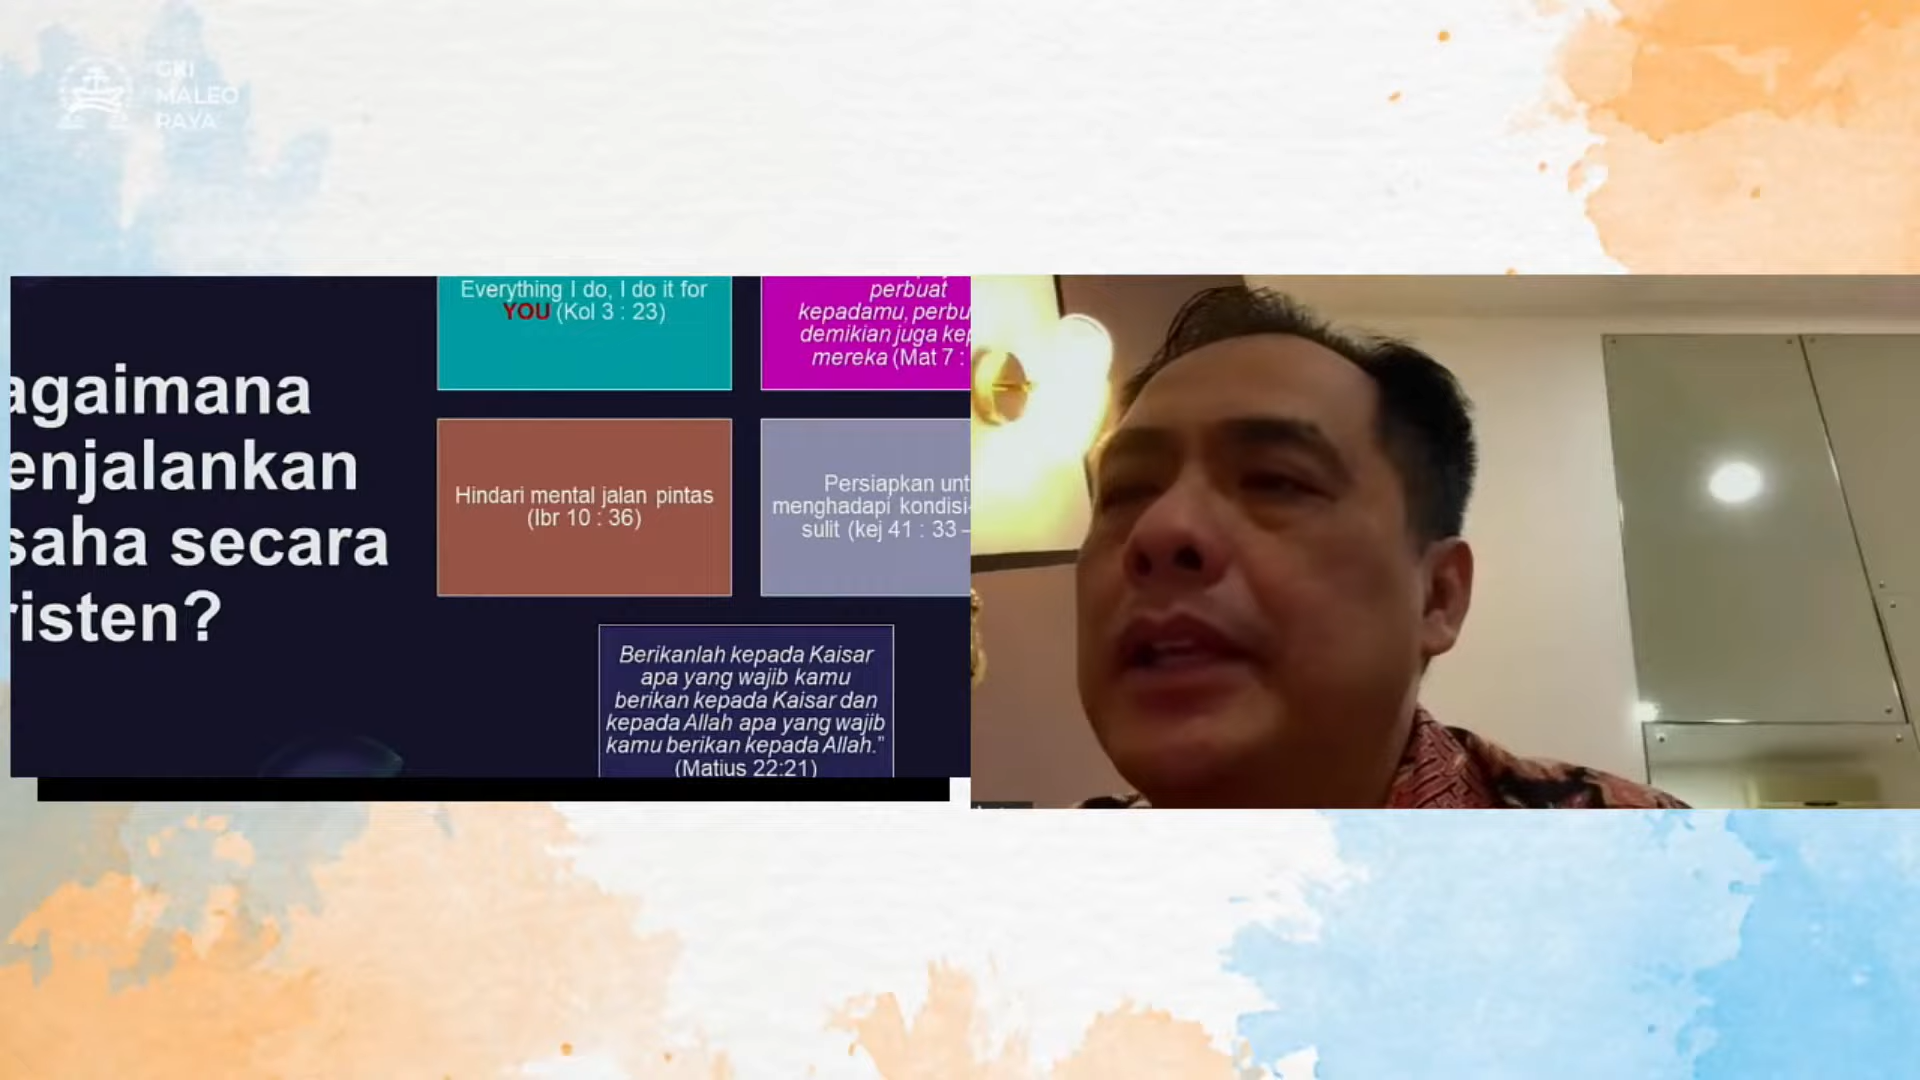 GKI
MALEO
RAYA
agaimana
enjalankan
saha secara
risten?
Everything I do, I do it for
YOU (Kol 3 : 23)
perbuat
kepadamu, perbu
demikian juga kep
mereka (Mat 7 :
Hindari mental jalan pintas
(Ibr 10 : 36)
Persiapkan unt
menghadapi kondisi-
sulit (kej 41 : 33 –
Berikanlah kepada Kaisar
apa yang wajib kamu
berikan kepada Kaisar dan
kepada Allah apa yang wajib
kamu berikan kepada Allah."
(Matius 22:21)